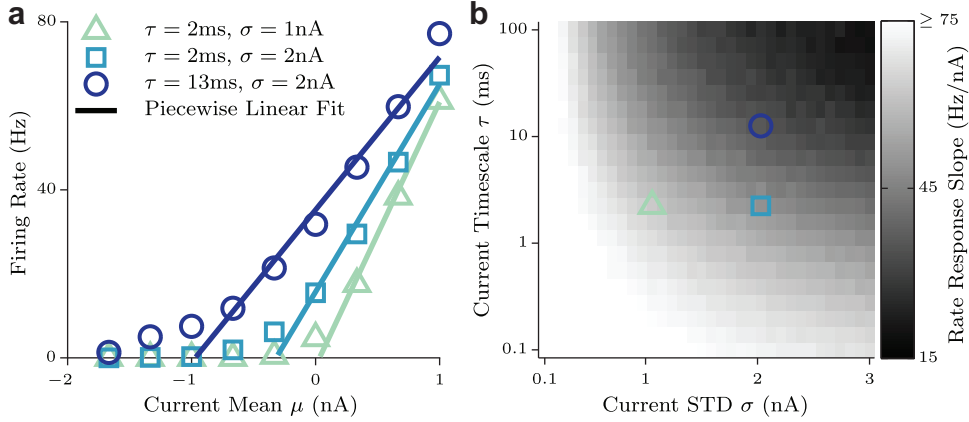 a
80
40
0
Firing Rate (Hz)
τ = 2ms, σ = 1nA
τ = 2ms, σ = 2nA
τ = 13ms, σ = 2nA
Piecewise Linear Fit
−2
−1
0
1
Current Mean μ (nA)
b
100
10
1
0.1
Current Timescale τ (ms)
0.1
1
2
3
Current STD σ (nA)
≥ 75
45
15
Rate Response Slope (Hz/nA)